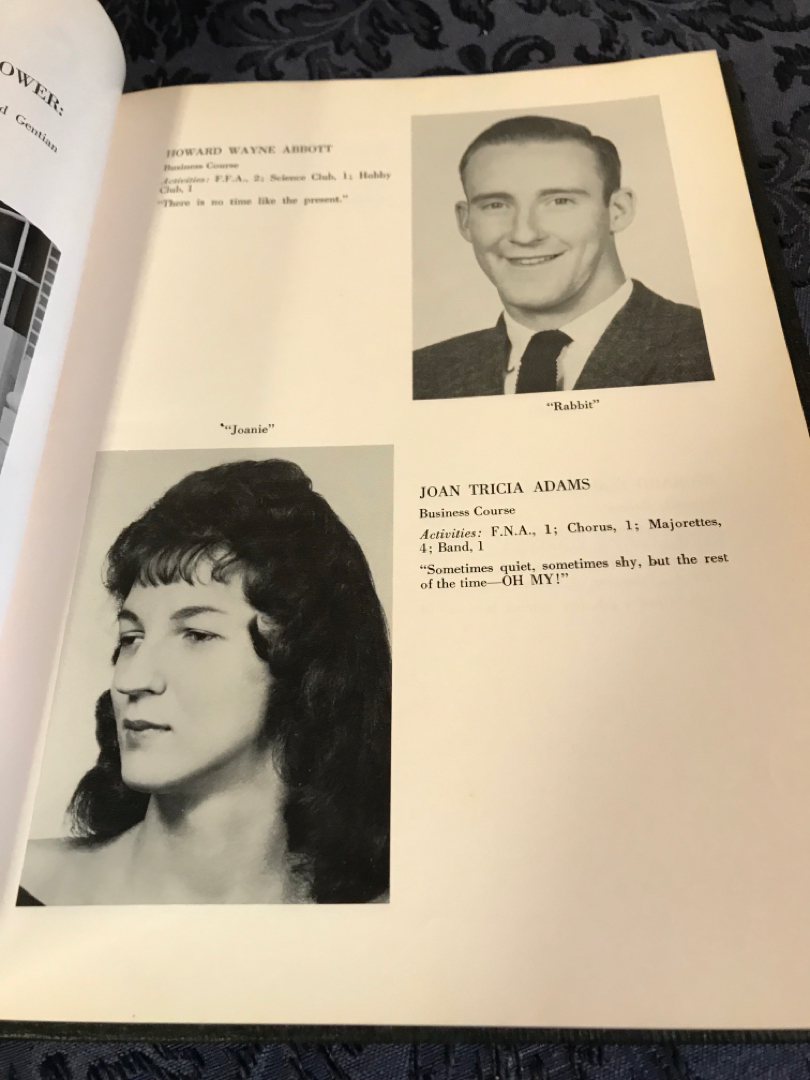 OWER:
d Gentian
HOWARD WAYNE ABBOTT
Business Course
Activities: F.F.A., 2; Science Club, 1; Hobby
Club, 1
"There is no time like the present."
"Rabbit"
"Joanie"
JOAN TRICIA ADAMS
Business Course
Activities: F.N.A., 1; Chorus, 1; Majorettes,
4; Band, 1
"Sometimes quiet, sometimes shy, but the rest
of the time—OH MY!"